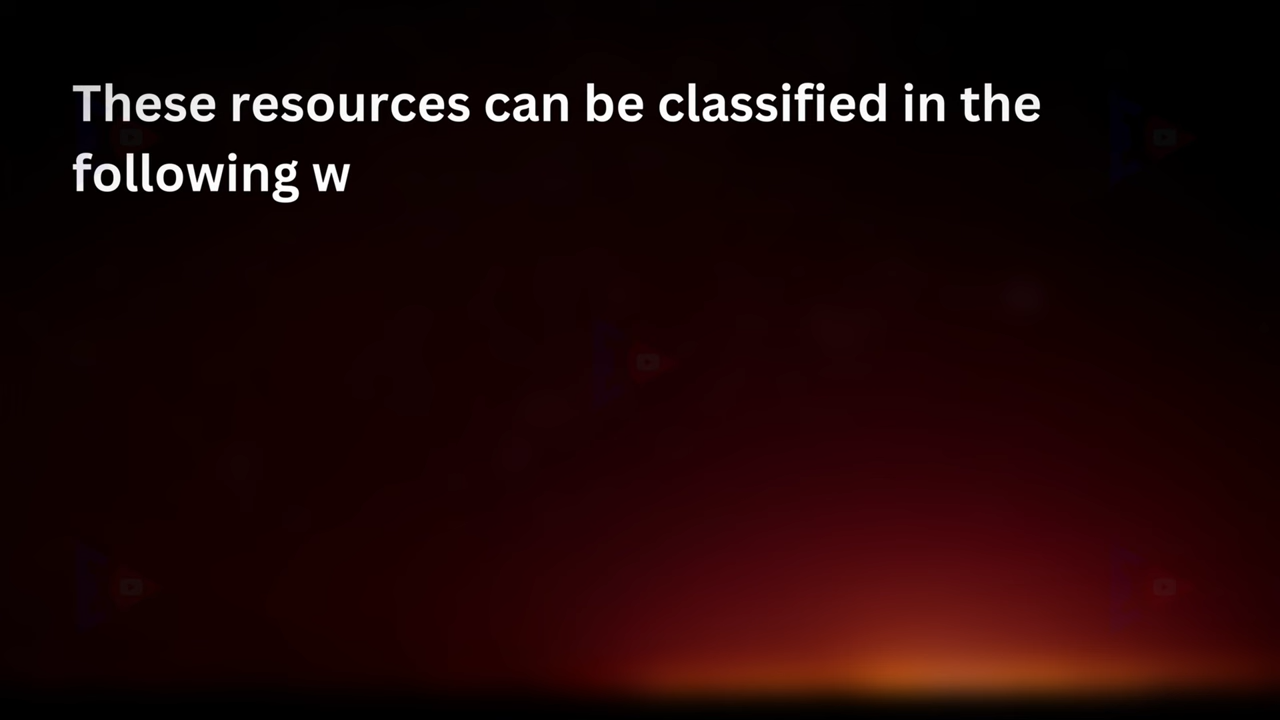 These resources can be classified in the
following w